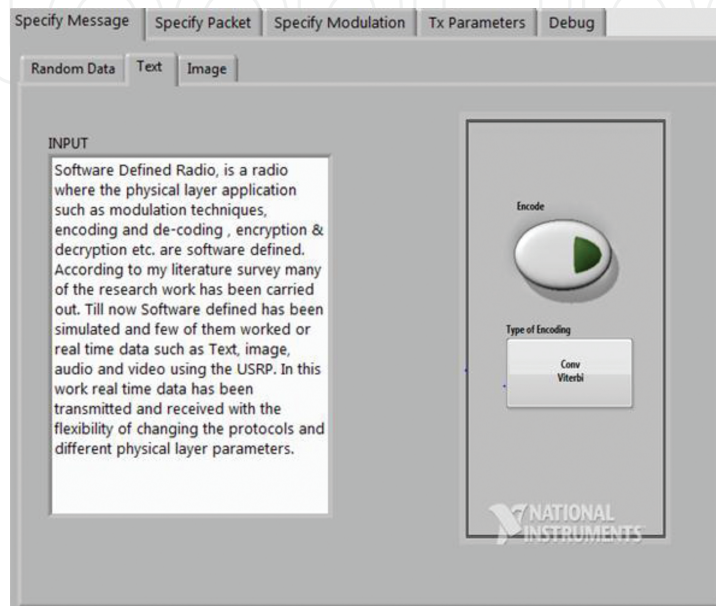 Specify Message Specify Packet Specify Modulation Tx Parameters Debug
Random Data Text Image
INPUT
Software Defined Radio, is a radio
where the physical layer application
such as modulation techniques,
encoding and de-coding , encryption &
decryption etc. are software defined.
According to my literature survey many
of the research work has been carried
out. Till now Software defined has been
simulated and few of them worked or
real time data such as Text, image,
audio and video using the USRP. In this
work real time data has been
transmitted and received with the
flexibility of changing the protocols and
different physical layer parameters.
Encode
Type of Encoding
Conv
Viterbi
NATIONAL
INSTRUMENTS